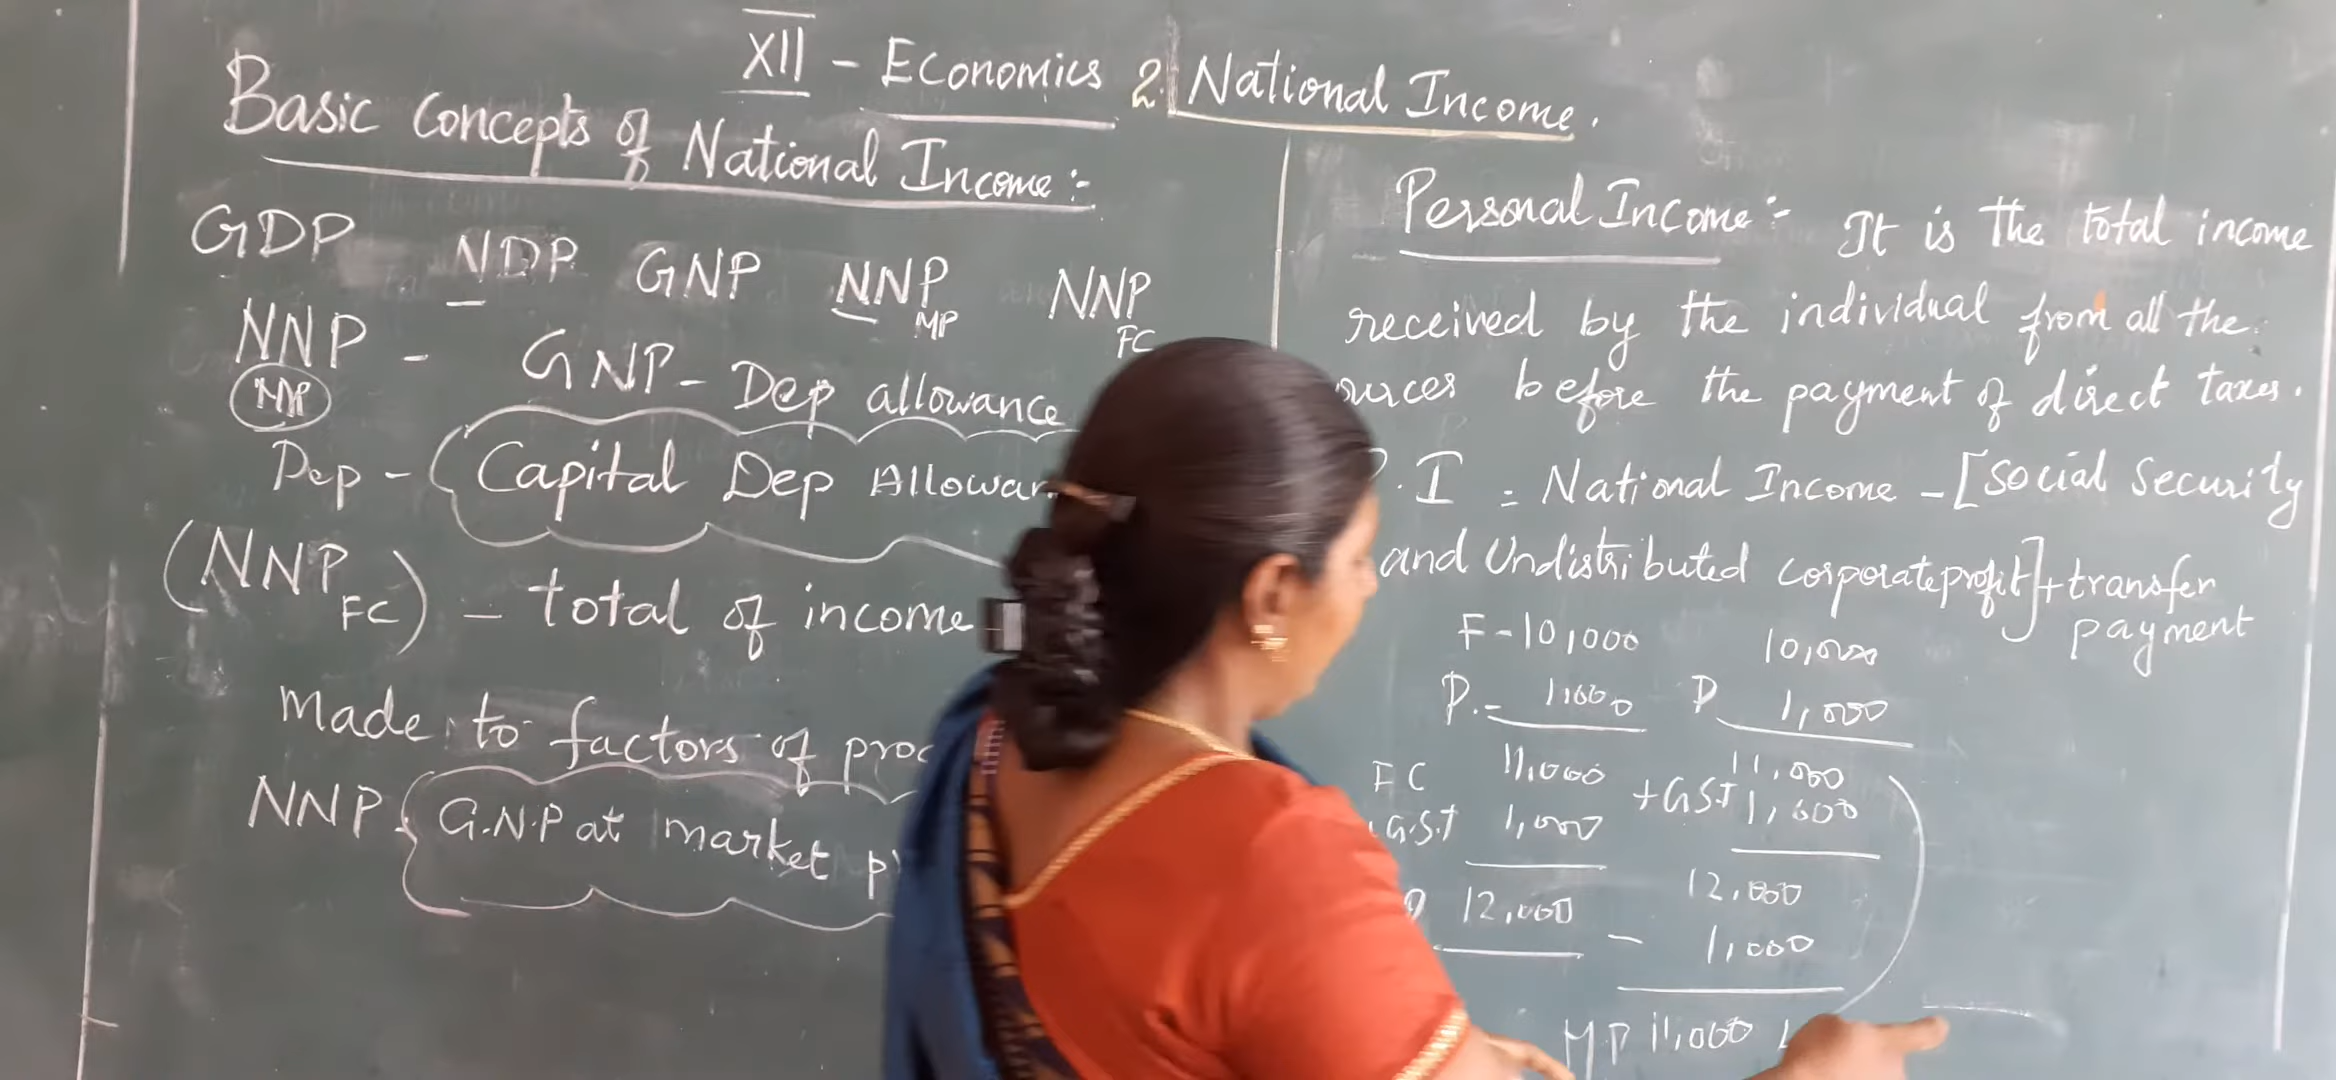 XII - Economics 2. National Income.
Basic Concepts of National Income :-
GDP NDP GNP NNP MP NNP FC
NNP MP - GNP - Dep allowance
Dep - Capital Dep Allowan
(NNP FC) - total of income
made to factors of proc
NNP G.N.P at market p
Personal Income :- It is the total income
received by the individual from all the
ources before the payment of direct taxes.
P.I = National Income - [Social Security
and Undistributed corporate profit] + transfer
payment
F - 10,000 10,000
P. - 1,000 P 1,000
FC 11,000 11,000
G.S.T 1,000 + GST 1,000
12,000 12,000
- 1,000
MP 11,000